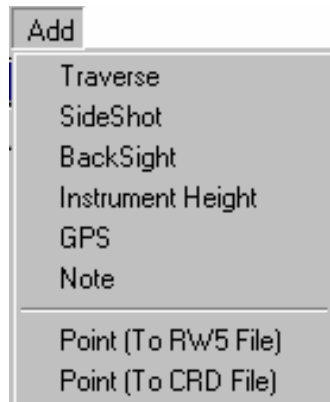 Add
Traverse
SideShot
BackSight
Instrument Height
GPS
Note
Point (To RW5 File)
Point (To CRD File)